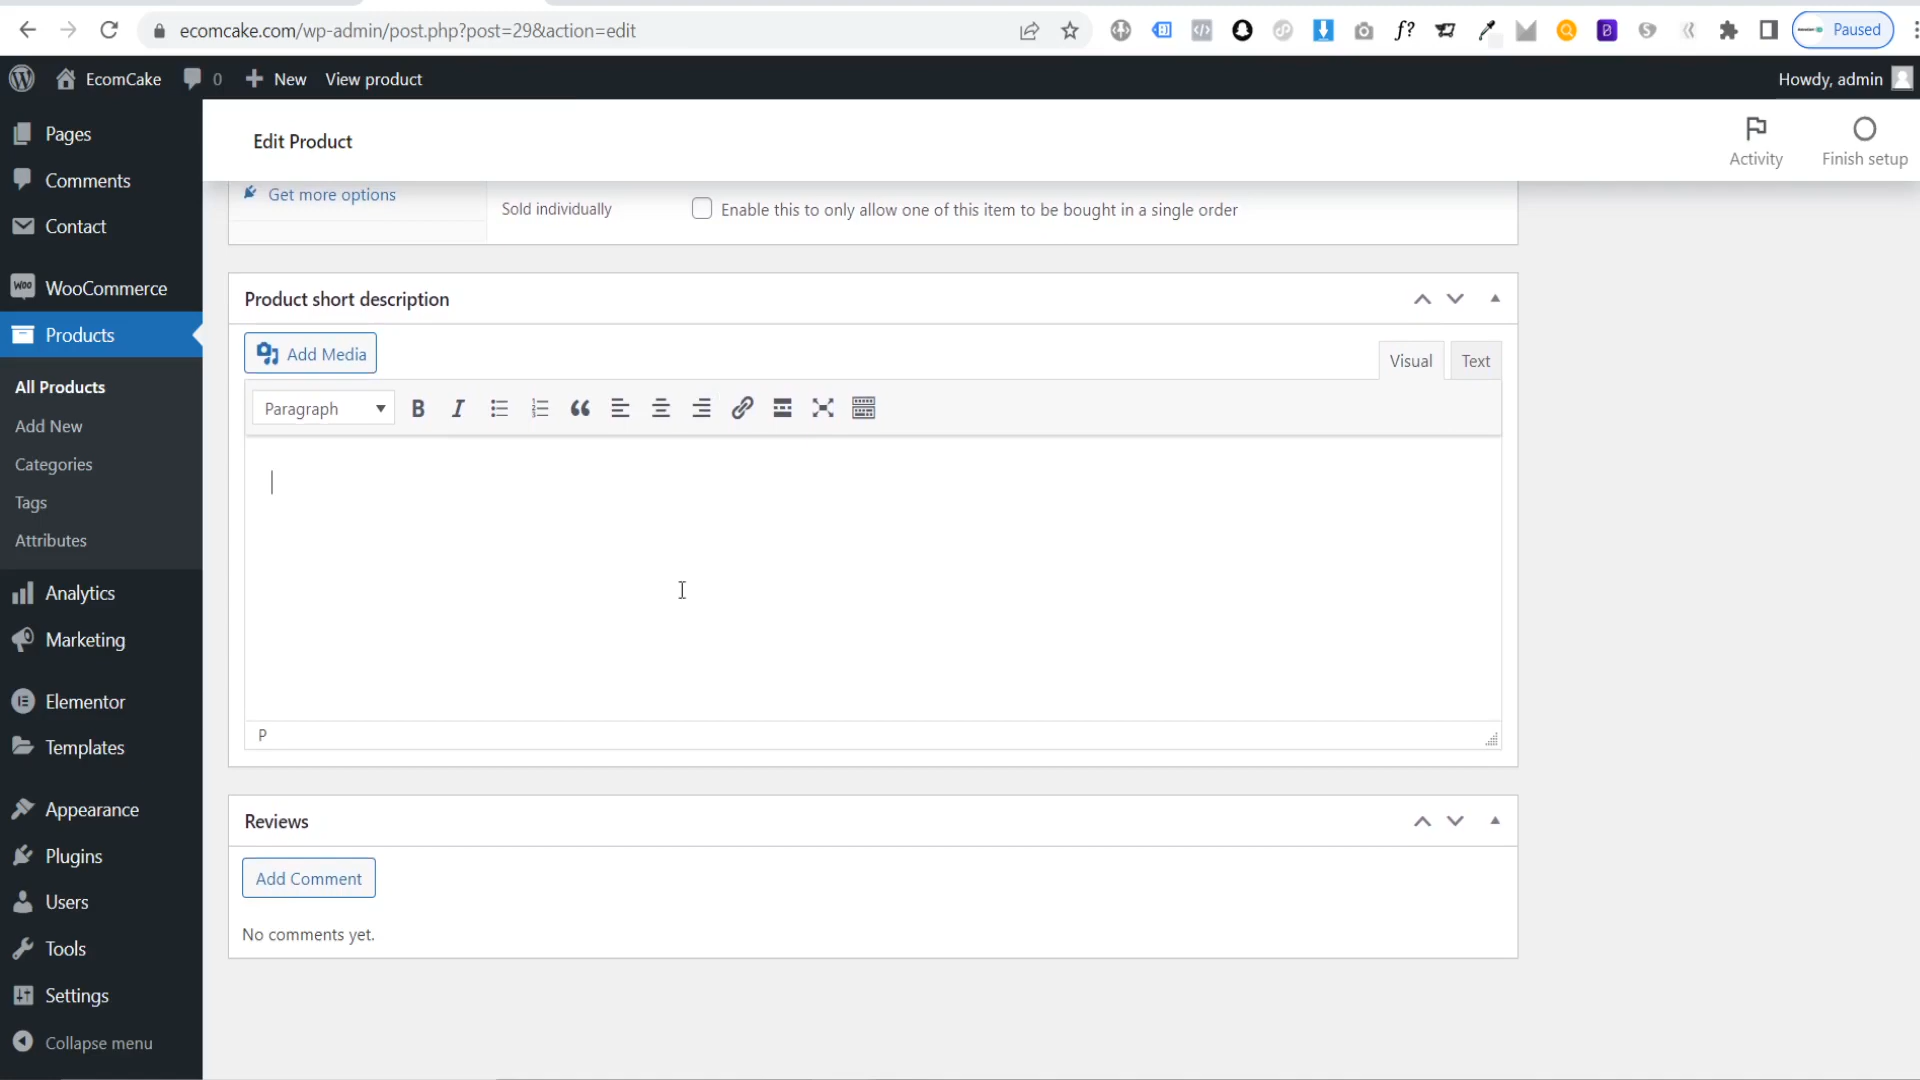 ecomcake.com/wp-admin/post.php?post=29&action=edit
f?
Paused
EcomCake
0
New
View product
Howdy, admin
Pages
Comments
Contact
WooCommerce
Products
All Products
Add New
Categories
Tags
Attributes
Analytics
Marketing
Elementor
Templates
Appearance
Plugins
Users
Tools
Settings
Collapse menu
Edit Product
Activity
Finish setup
Get more options
Sold individually
Enable this to only allow one of this item to be bought in a single order
Product short description
Add Media
Visual
Text
Paragraph
B
I
P
Reviews
Add Comment
No comments yet.